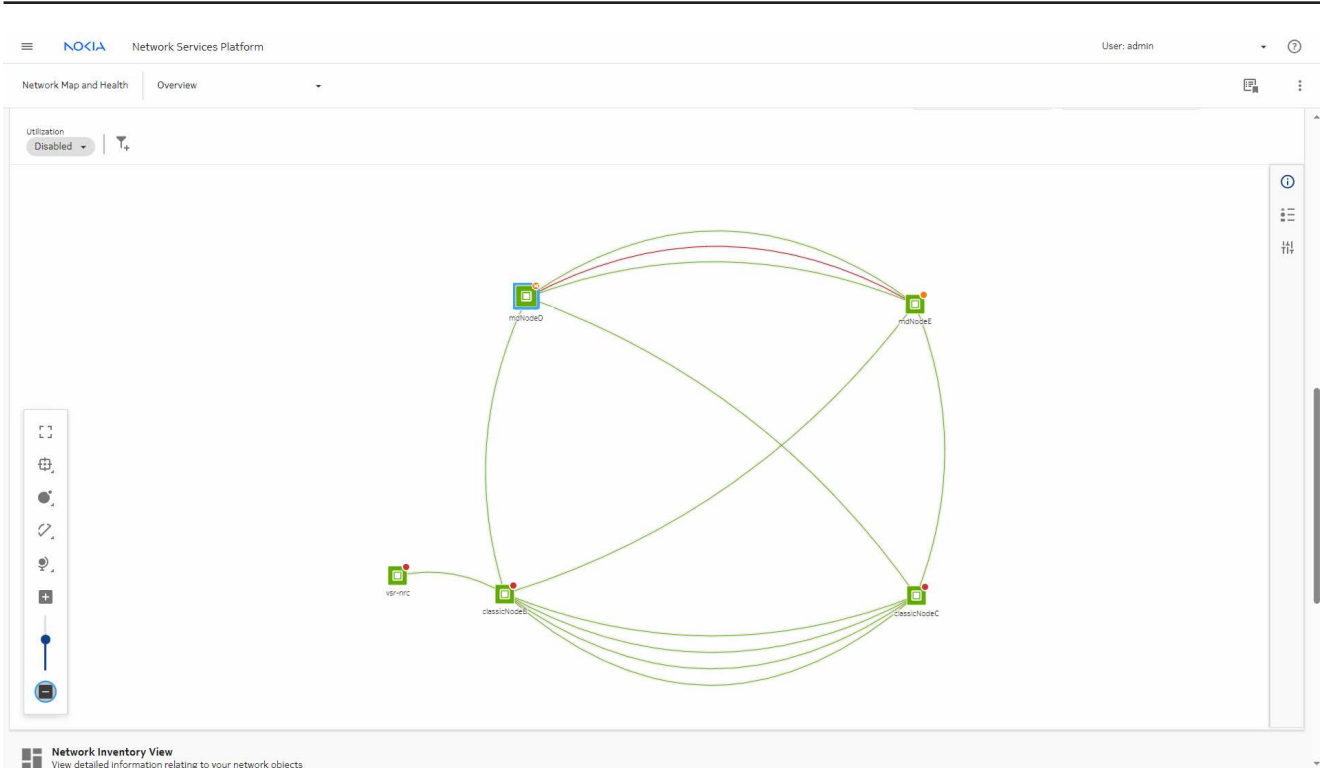 NOKIA Network Services Platform User: admin
Network Map and Health Overview
Utilization
Disabled
mdNodeD
mdNodeE
vsr-nrc
classicNodeB
classicNodeC
Network Inventory View
View detailed information relating to your network objects